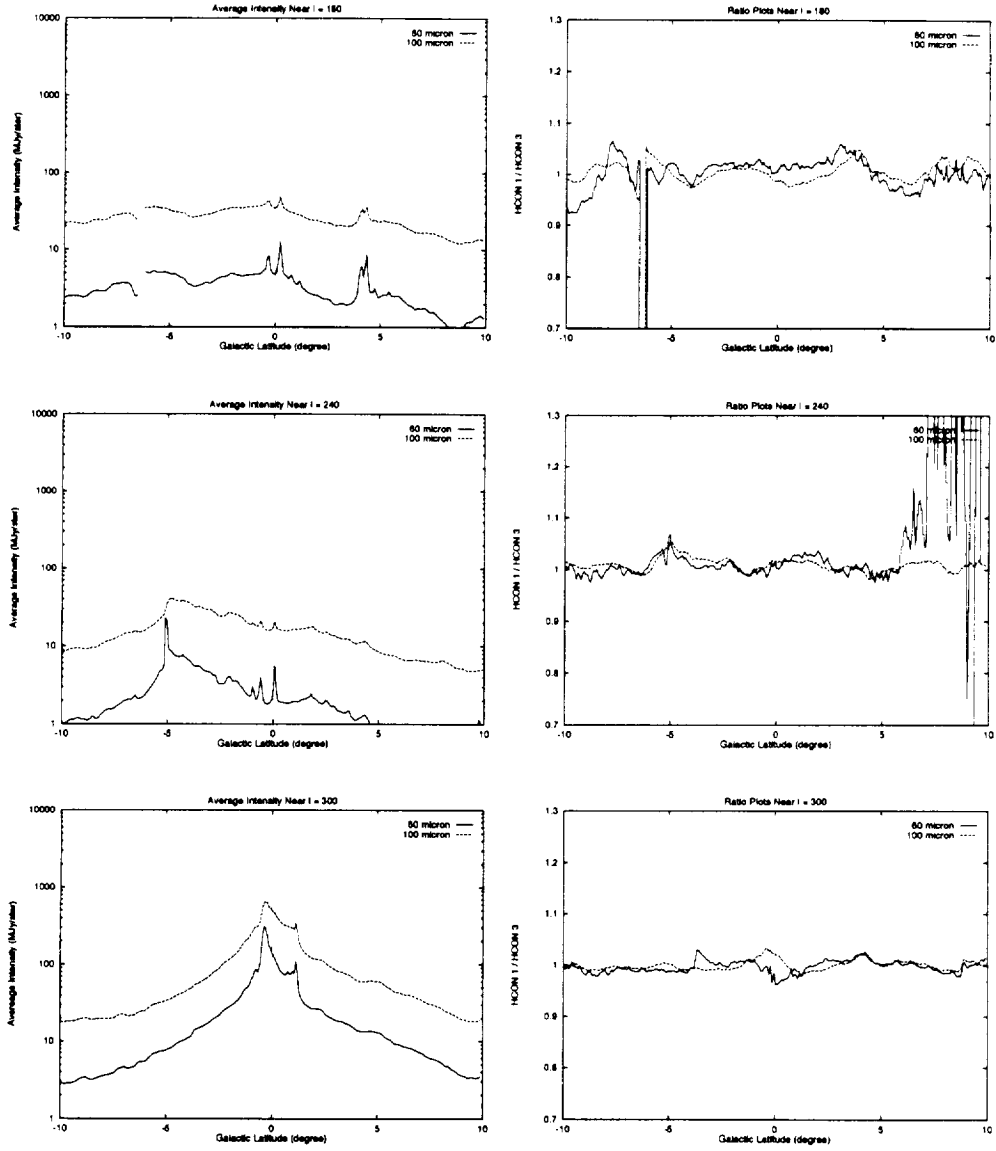 Average Intensity Near l = 180
10000
1000
100
10
1
Average Intensity (MJy/ster)
60 micron
100 micron
-10 -5 0 5 10
Galactic Latitude (degree)
Ratio Plots Near l = 180
1.3
1.2
1.1
1
0.9
0.8
0.7
HCON 1 / HCON 3
60 micron
100 micron
-10 -5 0 5 10
Galactic Latitude (degree)
Average Intensity Near l = 240
10000
1000
100
10
1
Average Intensity (MJy/ster)
60 micron
100 micron
-10 -5 0 5 10
Galactic Latitude (degree)
Ratio Plots Near l = 240
1.3
1.2
1.1
1
0.9
0.8
0.7
HCON 1 / HCON 3
60 micron
100 micron
-10 -5 0 5 10
Galactic Latitude (degree)
Average Intensity Near l = 300
10000
1000
100
10
1
Average Intensity (MJy/ster)
60 micron
100 micron
-10 -5 0 5 10
Galactic Latitude (degree)
Ratio Plots Near l = 300
1.3
1.2
1.1
1
0.9
0.8
0.7
HCON 1 / HCON 3
60 micron
100 micron
-10 -5 0 5 10
Galactic Latitude (degree)